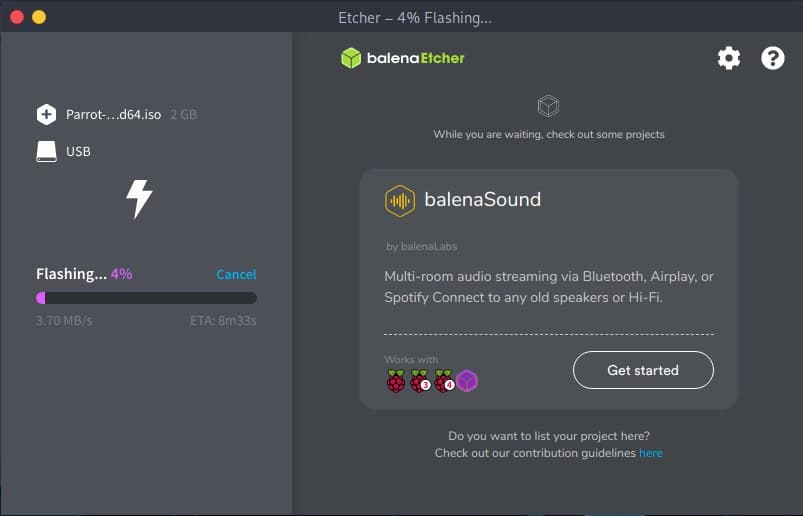 Etcher – 4% Flashing...
balenaEtcher
Parrot-...d64.iso 2 GB
USB
Flashing... 4% Cancel
3.70 MB/s ETA: 8m33s
While you are waiting, check out some projects
balenaSound
by balenaLabs
Multi-room audio streaming via Bluetooth, Airplay, or
Spotify Connect to any old speakers or Hi-Fi.
Works with
3 4
Get started
Do you want to list your project here?
Check out our contribution guidelines here